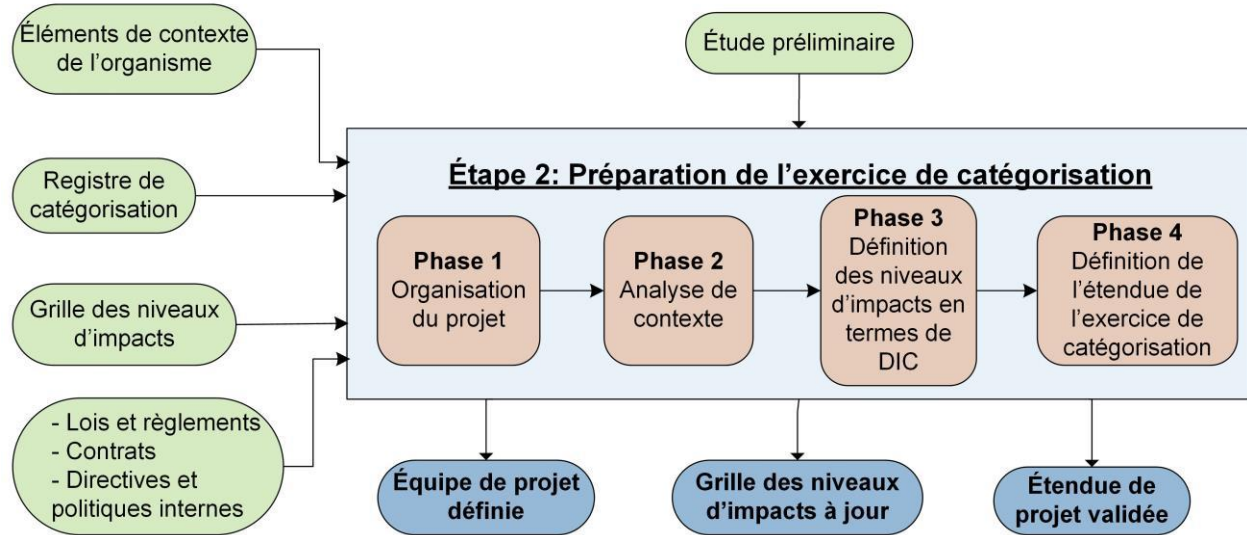 Éléments de contexte
de l'organisme
Étude préliminaire
Registre de
catégorisation
Grille des niveaux
d'impacts
- Lois et règlements
- Contrats
- Directives et
politiques internes
Étape 2: Préparation de l'exercice de catégorisation
Phase 1
Organisation
du projet
Phase 2
Analyse de
contexte
Phase 3
Définition
des niveaux
d'impacts en
termes de
DIC
Phase 4
Définition de
l'étendue de
l'exercice de
catégorisation
Équipe de projet
définie
Grille des niveaux
d'impacts à jour
Étendue de
projet validée